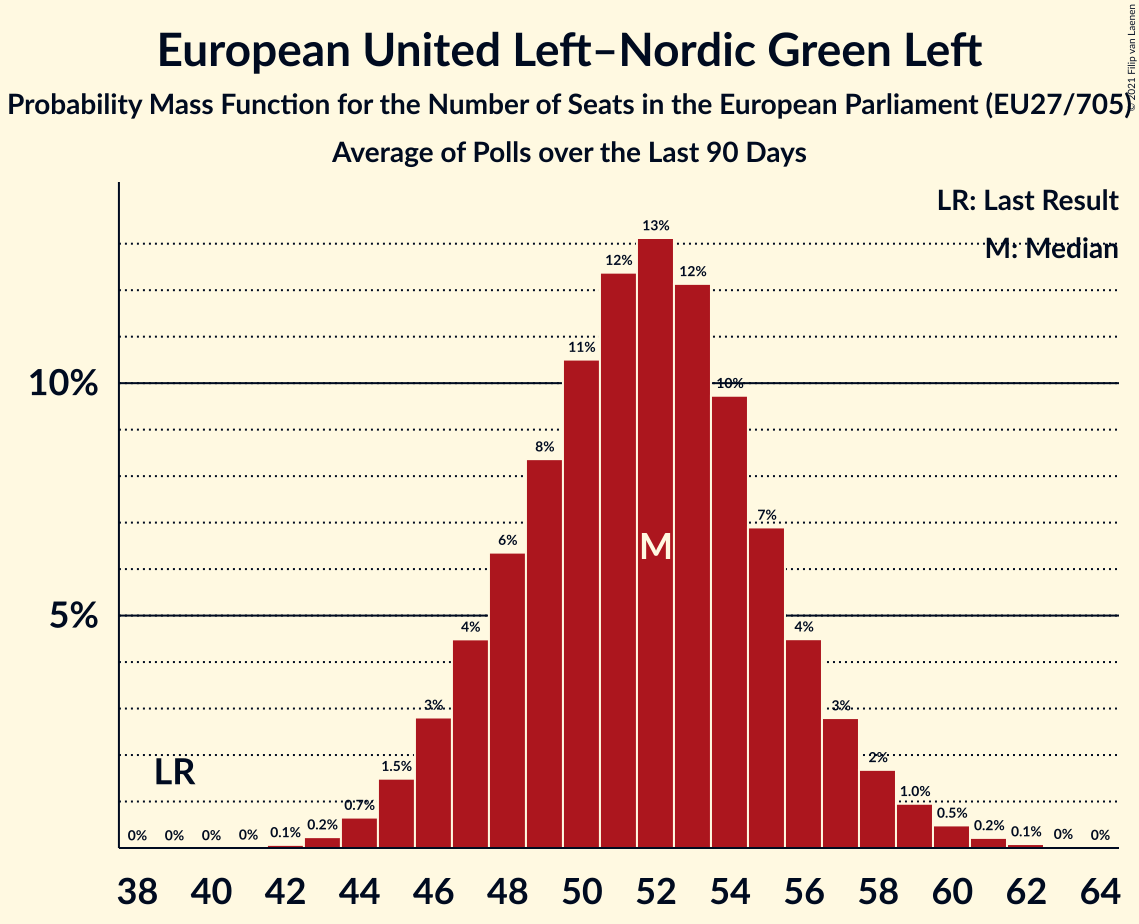 European United Left–Nordic Green Left
Probability Mass Function for the Number of Seats in the European Parliament (EU27/705)
Average of Polls over the Last 90 Days
© 2021 Filip van Laenen
LR: Last Result
M: Median
10%
5%
LR
M
0% 0% 0% 0% 0.1% 0.2% 0.7% 1.5% 3% 4% 6% 8% 11% 12% 13% 12% 10% 7% 4% 3% 2% 1.0% 0.5% 0.2% 0.1% 0% 0%
38 40 42 44 46 48 50 52 54 56 58 60 62 64